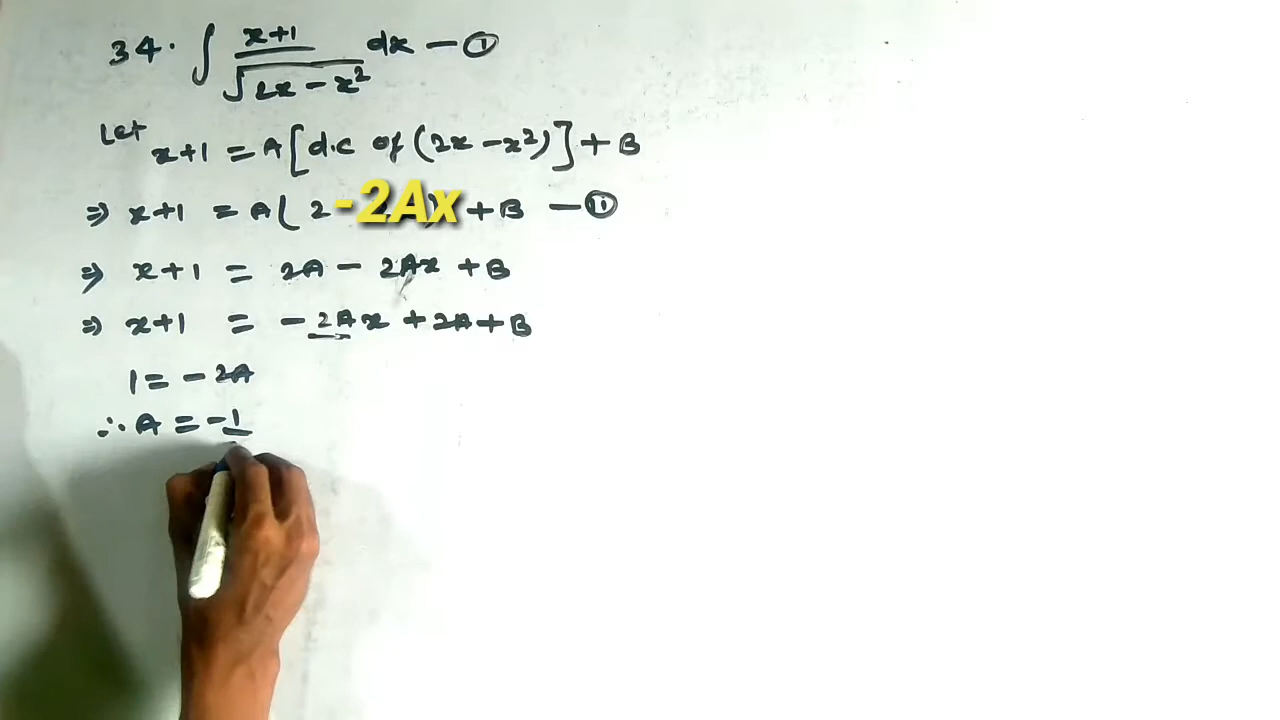 34. ∫ x+1 / √2x - x² dx - ①
Let x+1 = A[d.c of (2x - x²)] + B
⇒ x+1 = A(2 -2Ax ) + B - ⑪
⇒ x+1 = 2A - 2Ax + B
⇒ x+1 = - 2Ax + 2A + B
1 = - 2A
∴ A = -1